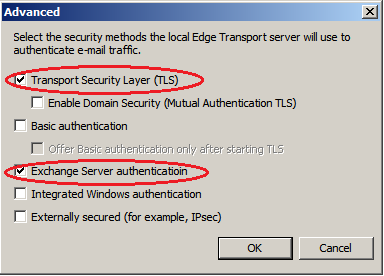 Advanced
Select the security methods the local Edge Transport server will use to
authenticate e-mail traffic.
Transport Security Layer (TLS)
Enable Domain Security (Mutual Authentication TLS)
Basic authentication
Offer Basic authentication only after starting TLS
Exchange Server authenticatioin
Integrated Windows authentication
Externally secured (for example, IPsec)
OK
Cancel